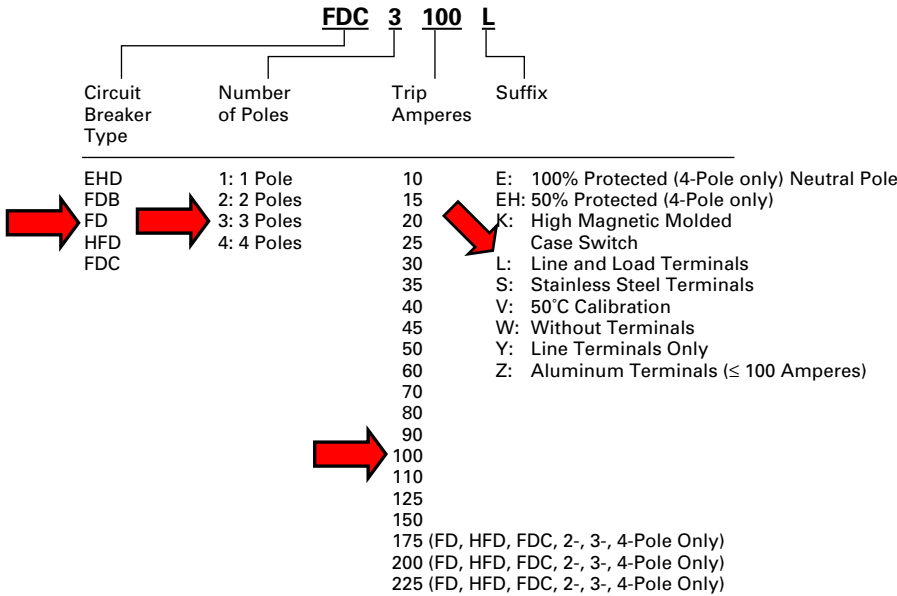 FDC 3 100 L
Circuit Breaker Type
Number of Poles
Trip Amperes
Suffix
EHD
FDB
FD
HFD
FDC
1: 1 Pole
2: 2 Poles
3: 3 Poles
4: 4 Poles
10
15
20
25
30
35
40
45
50
60
70
80
90
100
110
125
150
175 (FD, HFD, FDC, 2-, 3-, 4-Pole Only)
200 (FD, HFD, FDC, 2-, 3-, 4-Pole Only)
225 (FD, HFD, FDC, 2-, 3-, 4-Pole Only)
E: 100% Protected (4-Pole only) Neutral Pole
EH: 50% Protected (4-Pole only)
K: High Magnetic Molded
Case Switch
L: Line and Load Terminals
S: Stainless Steel Terminals
V: 50°C Calibration
W: Without Terminals
Y: Line Terminals Only
Z: Aluminum Terminals (≤ 100 Amperes)